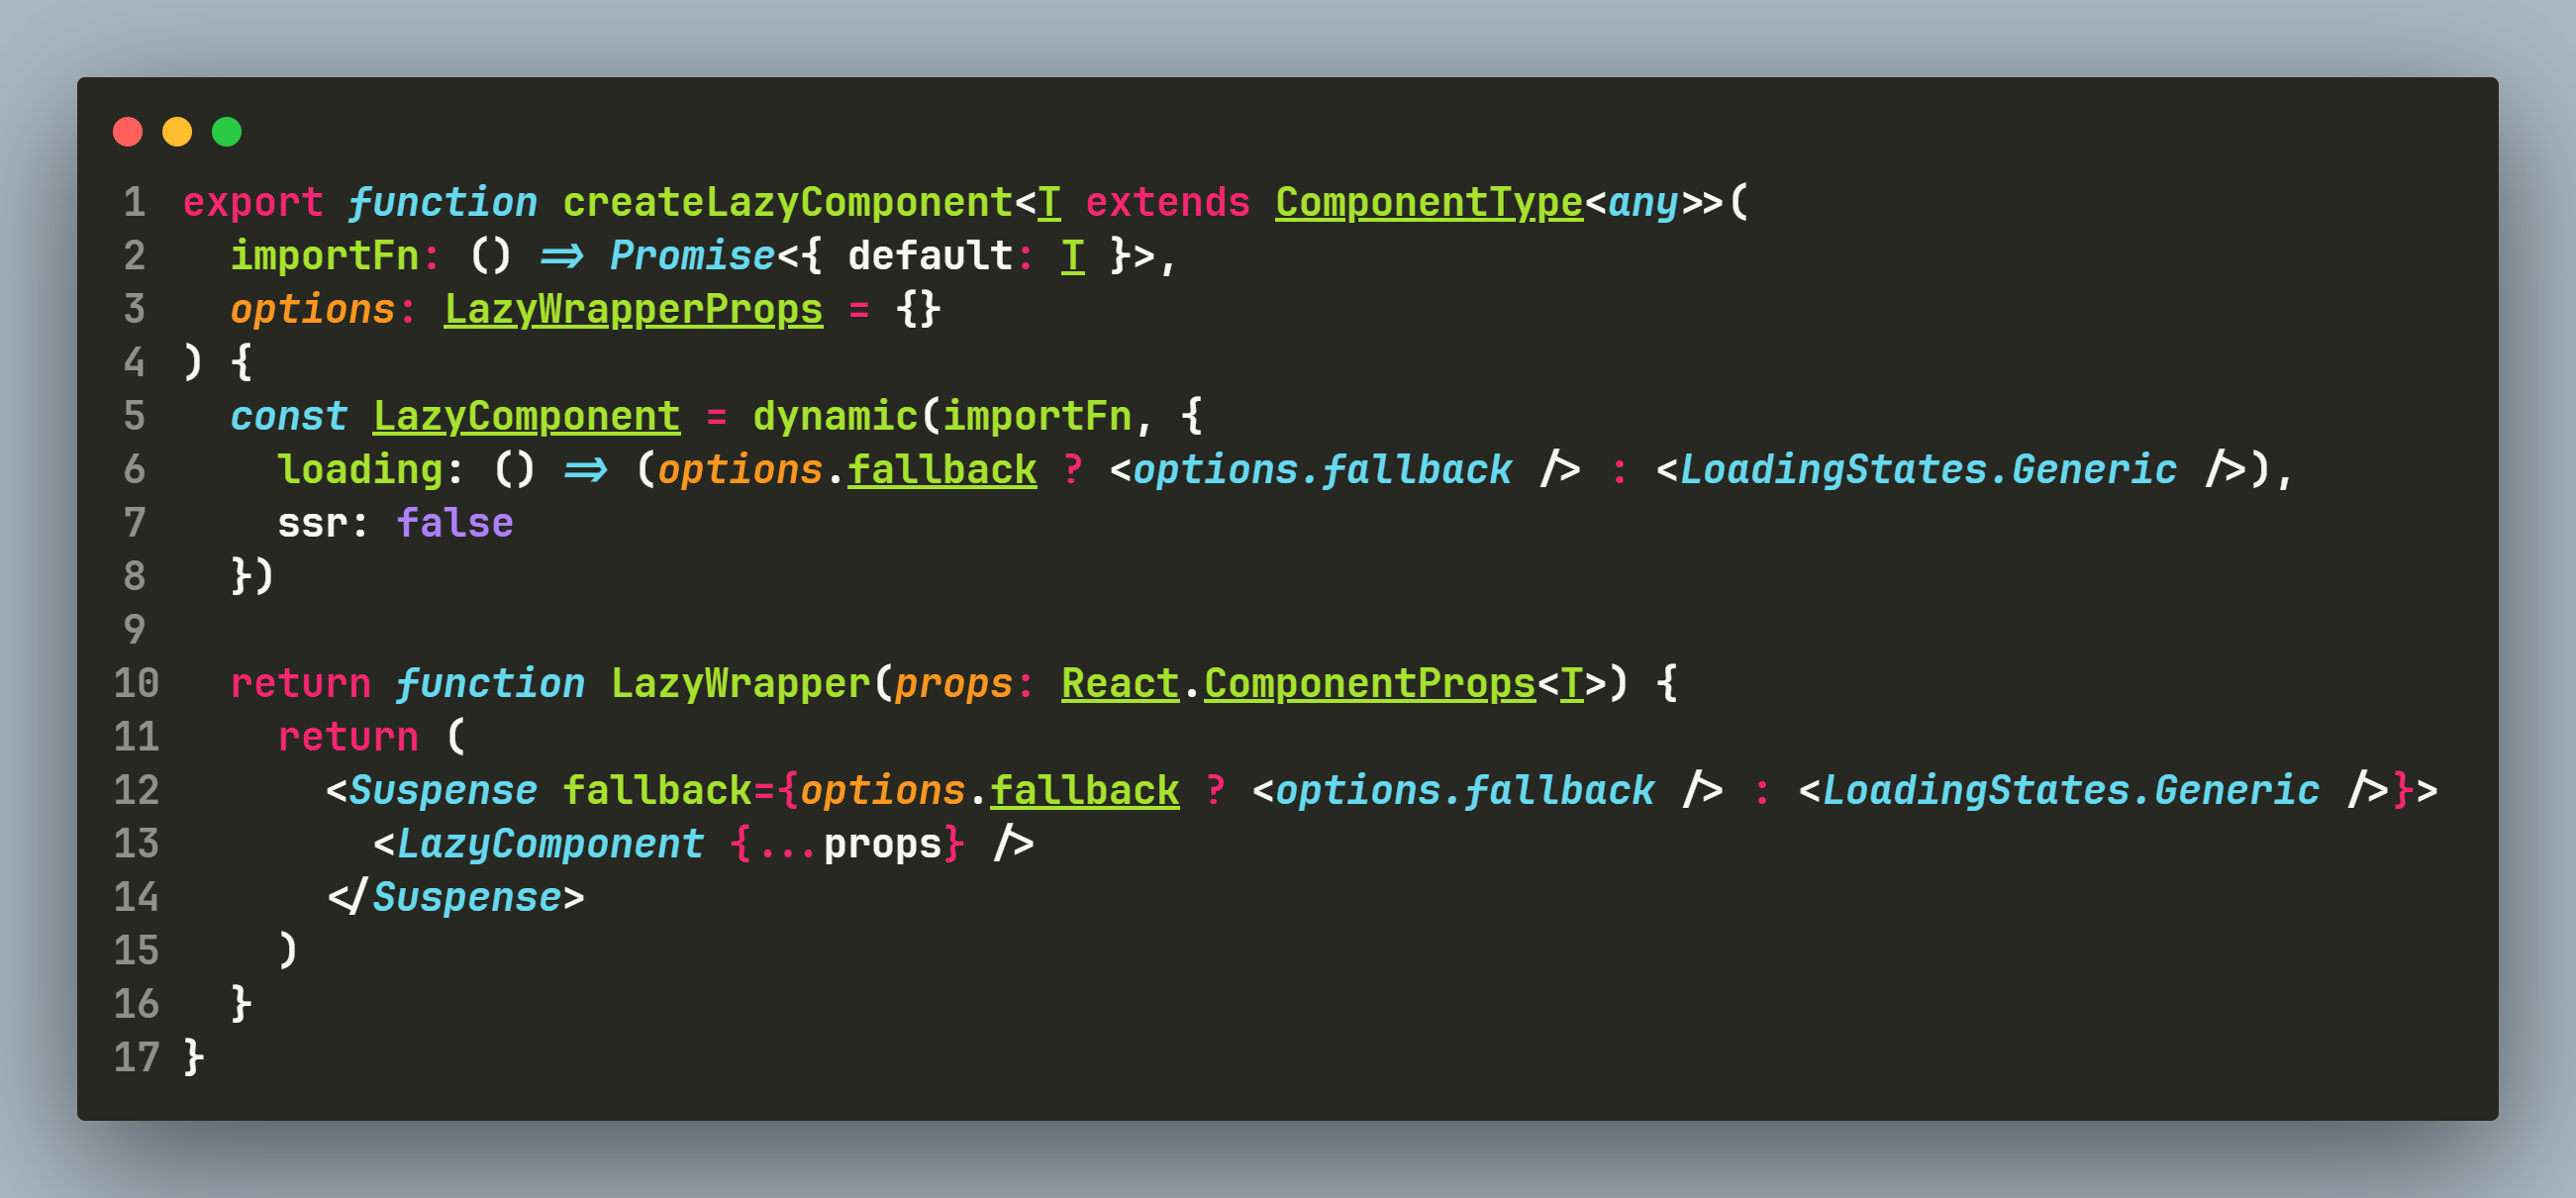 1 export function createLazyComponent<T extends ComponentType<any>>(
2   importFn: () => Promise<{ default: T }>,
3   options: LazyWrapperProps = {}
4 ) {
5   const LazyComponent = dynamic(importFn, {
6     loading: () => (options.fallback ? <options.fallback /> : <LoadingStates.Generic />),
7     ssr: false
8   })
9
10   return function LazyWrapper(props: React.ComponentProps<T>) {
11     return (
12       <Suspense fallback={options.fallback ? <options.fallback /> : <LoadingStates.Generic />}>
13         <LazyComponent {...props} />
14       </Suspense>
15     )
16   }
17 }